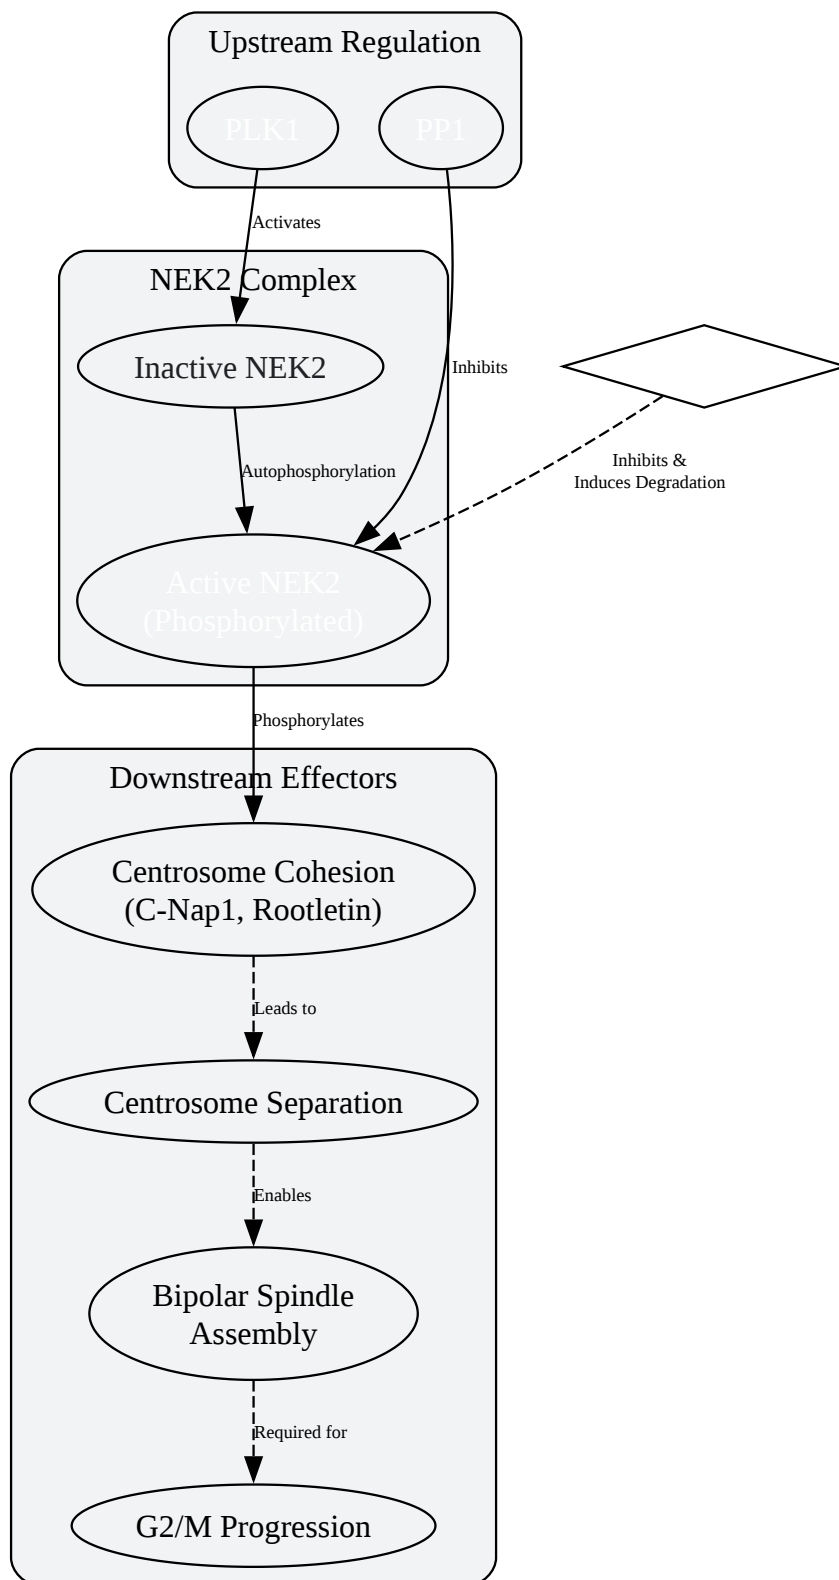 Upstream Regulation
PLK1
PP1
Activates
NEK2 Complex
Inactive NEK2
Inhibits
Autophosphorylation
Inhibits &
Induces Degradation
Active NEK2
(Phosphorylated)
Phosphorylates
Downstream Effectors
Centrosome Cohesion
(C-Nap1, Rootletin)
Leads to
Centrosome Separation
Enables
Bipolar Spindle
Assembly
Required for
G2/M Progression